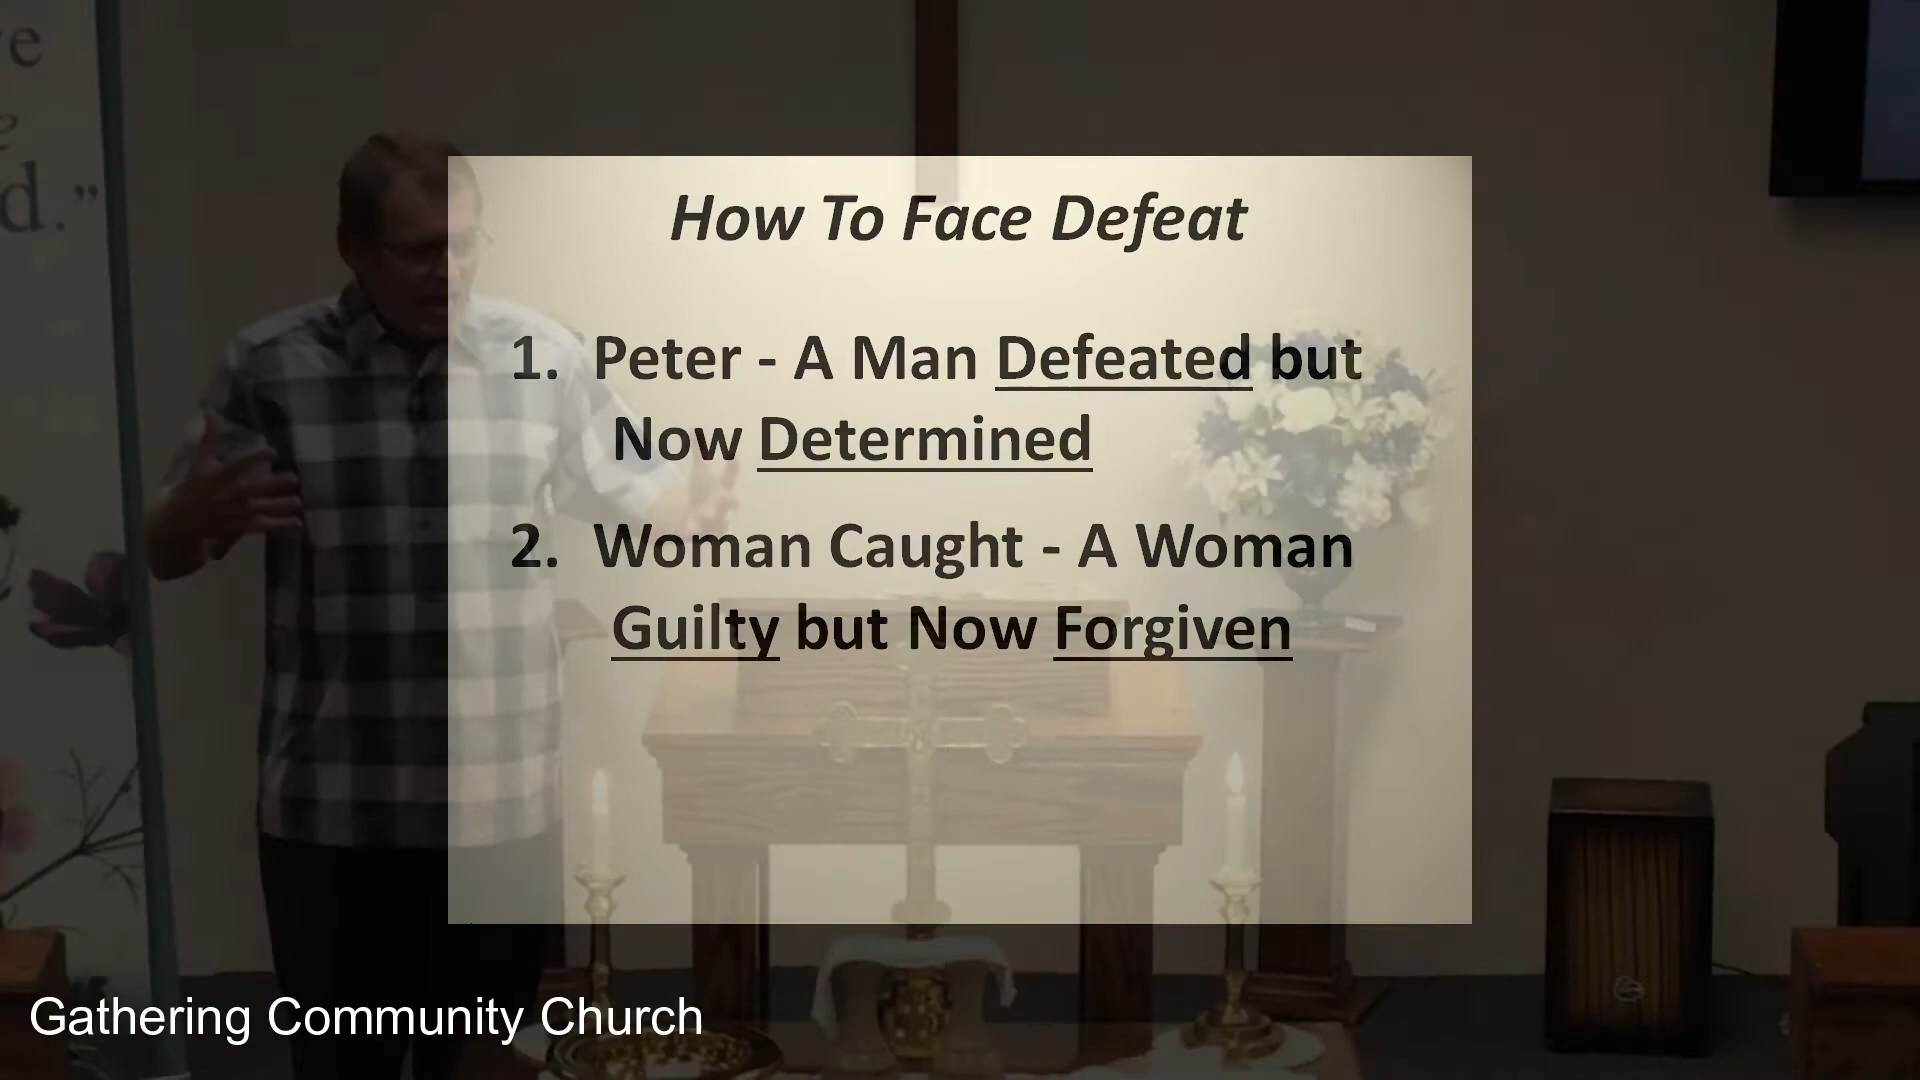 e
e
d.”
How To Face Defeat
1. Peter - A Man Defeated but
Now Determined
2. Woman Caught - A Woman
Guilty but Now Forgiven
Gathering Community Church